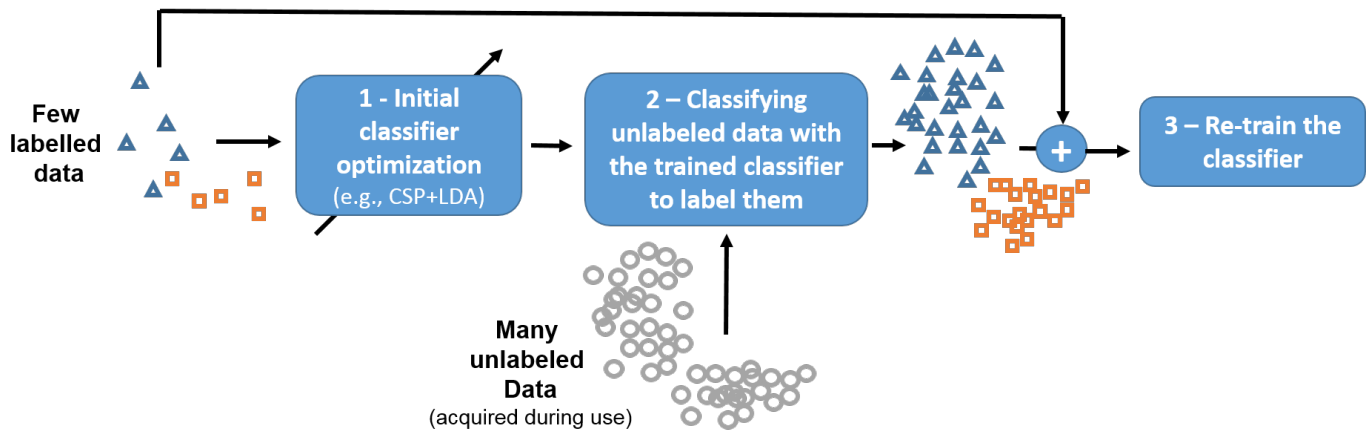 Few
labelled
data
1 - Initial
classifier
optimization
(e.g., CSP+LDA)
2 – Classifying
unlabeled data with
the trained classifier
to label them
+
3 – Re-train the
classifier
Many
unlabeled
Data
(acquired during use)